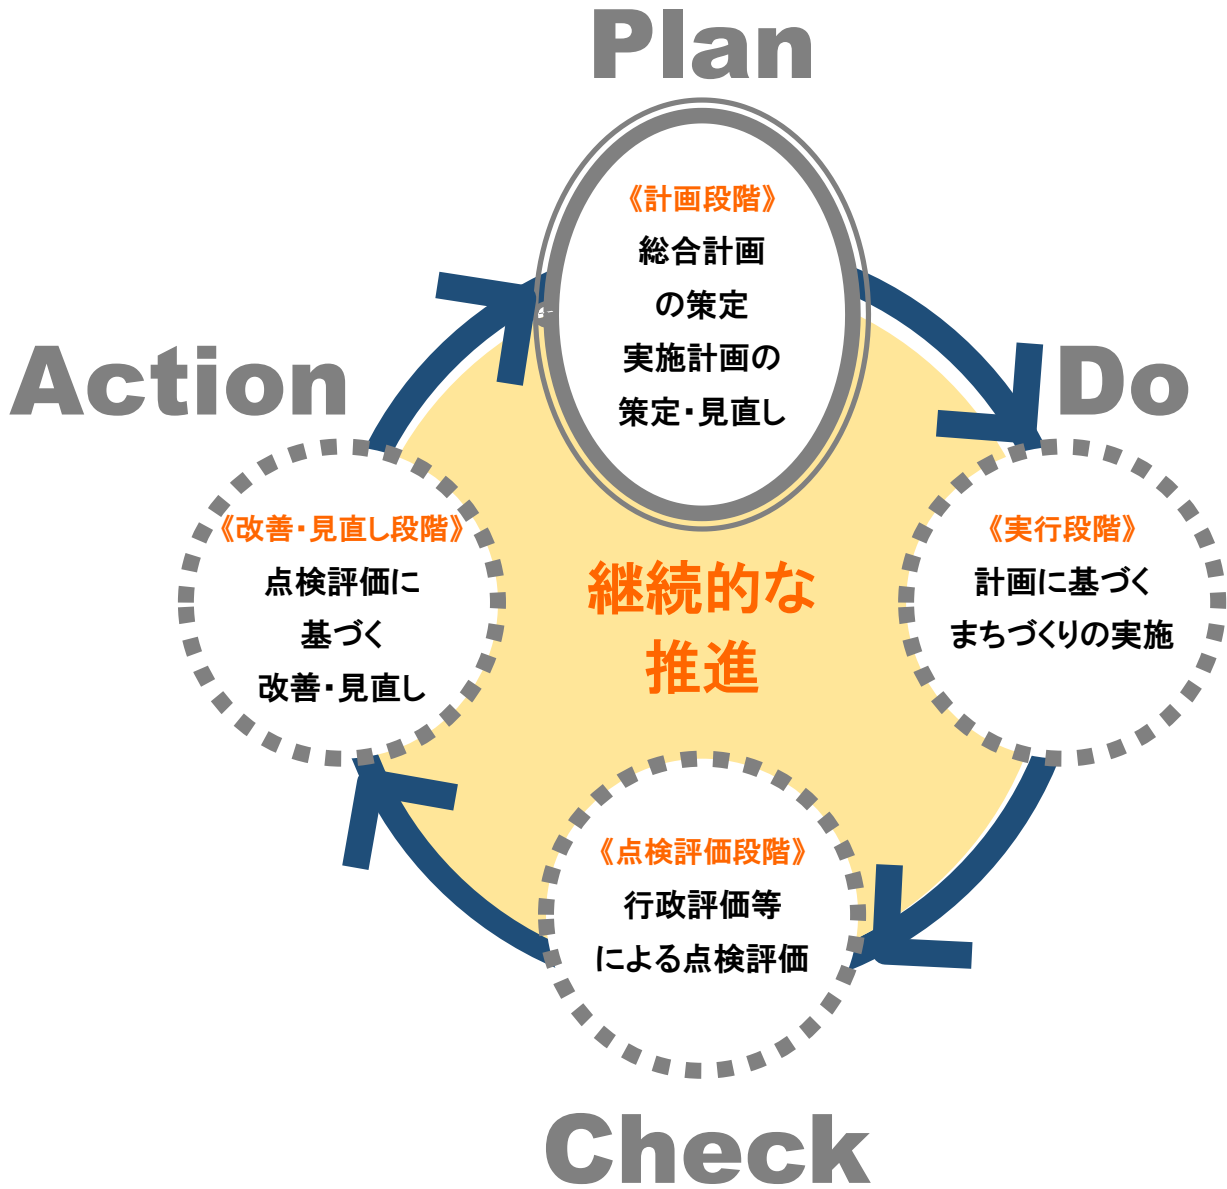 Plan
《計画段階》
総合計画
の策定
実施計画の
策定・見直し
Do
《実行段階》
計画に基づく
まちづくりの実施
Check
《点検評価段階》
行政評価等
による点検評価
Action
《改善・見直し段階》
点検評価に
基づく
改善・見直し
継続的な
推進